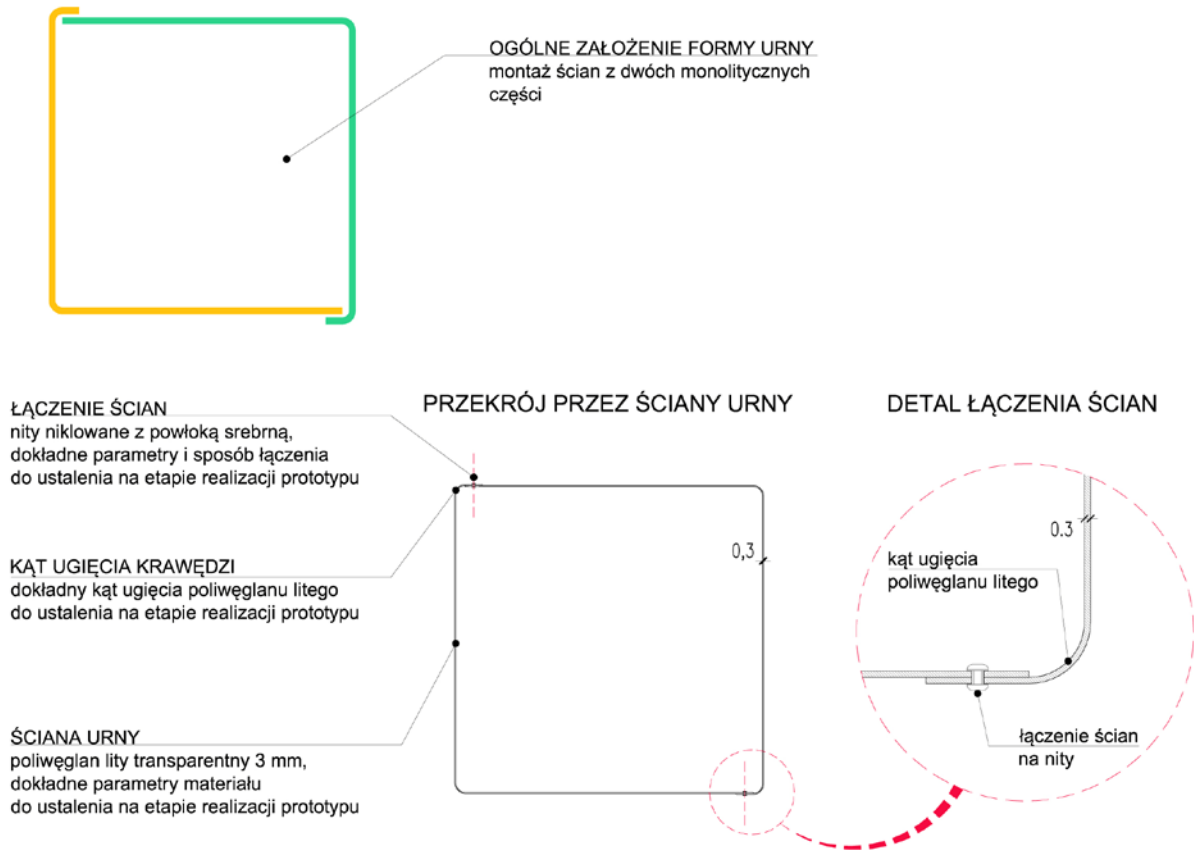 OGÓLNE ZAŁOŻENIE FORMY URNY
montaż ścian z dwóch monolitycznych
części
ŁĄCZENIE ŚCIAN
nity niklowane z powłoką srebrną,
dokładne parametry i sposób łączenia
do ustalenia na etapie realizacji prototypu
KĄT UGIĘCIA KRAWĘDZI
dokładny kąt ugięcia poliwęglanu litego
do ustalenia na etapie realizacji prototypu
ŚCIANA URNY
poliwęglan lity transparentny 3 mm,
dokładne parametry materiału
do ustalenia na etapie realizacji prototypu
PRZEKRÓJ PRZEZ ŚCIANY URNY
0,3
DETAL ŁĄCZENIA ŚCIAN
0.3
kąt ugięcia
poliwęglanu litego
łączenie ścian
na nity